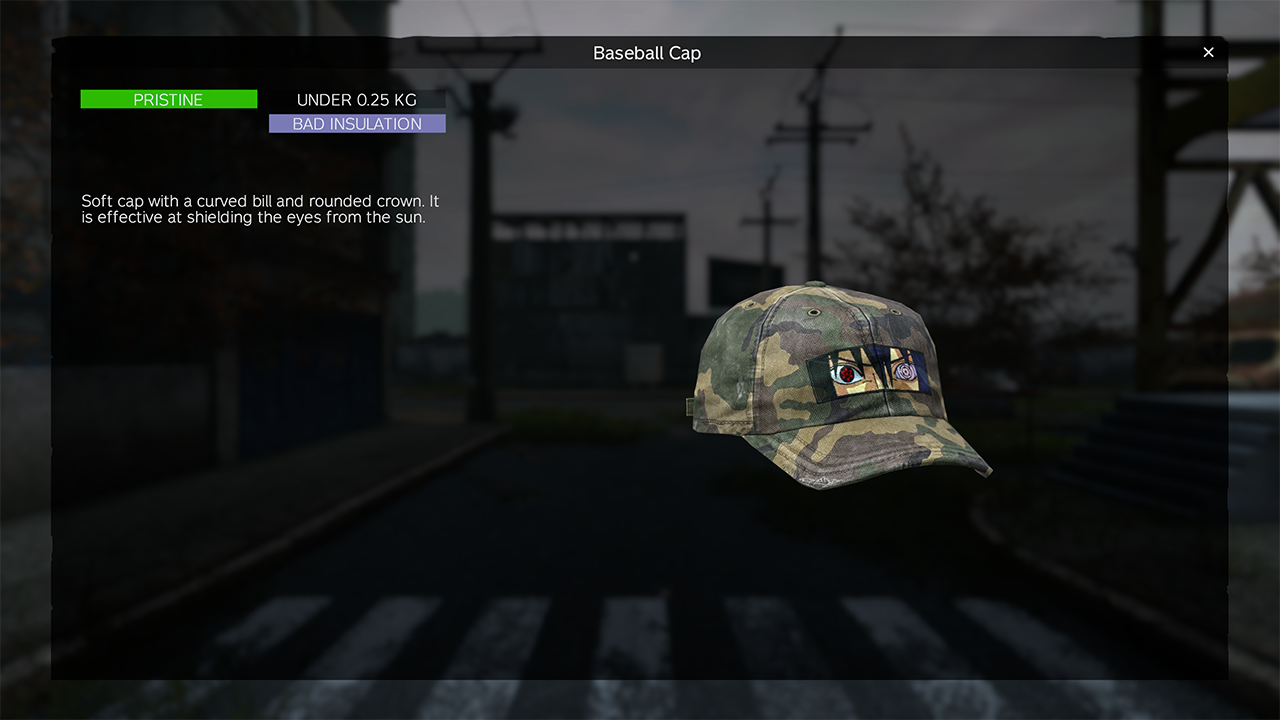 Baseball Cap
PRISTINE
UNDER 0.25 KG
BAD INSULATION
Soft cap with a curved bill and rounded crown. It
is effective at shielding the eyes from the sun.